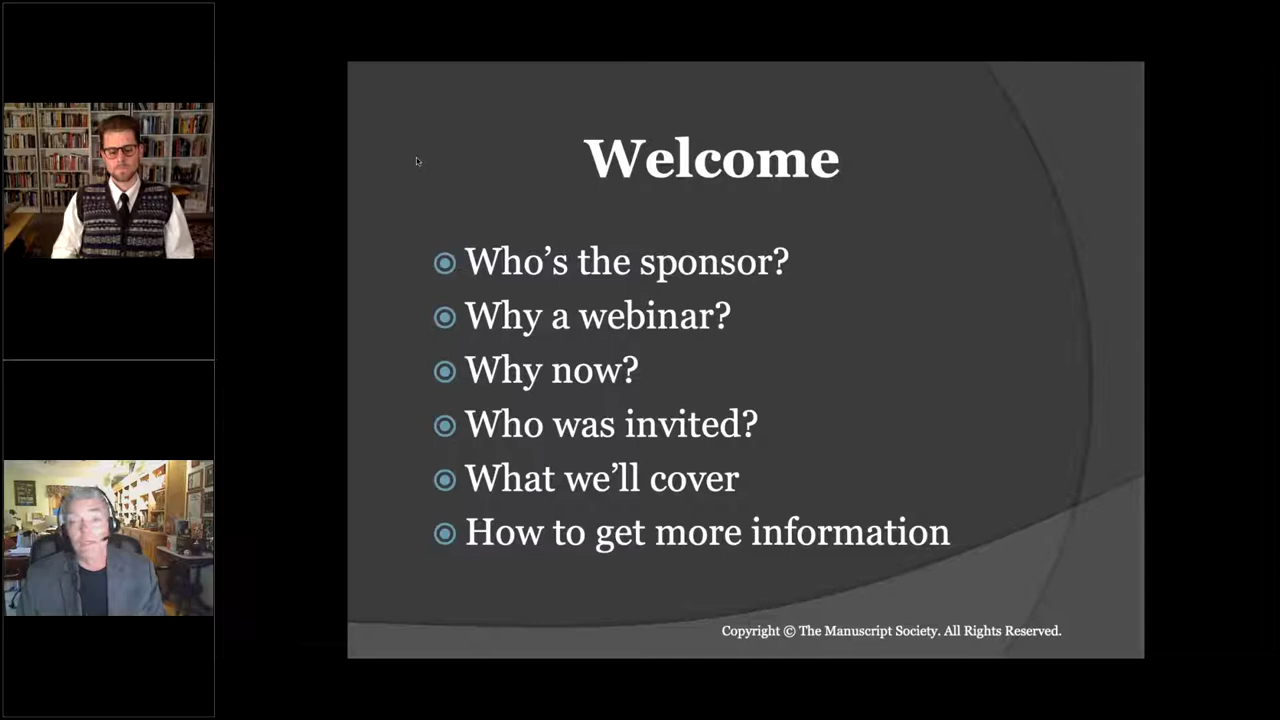 Welcome
Who’s the sponsor?
Why a webinar?
Why now?
Who was invited?
What we’ll cover
How to get more information
Copyright © The Manuscript Society. All Rights Reserved.